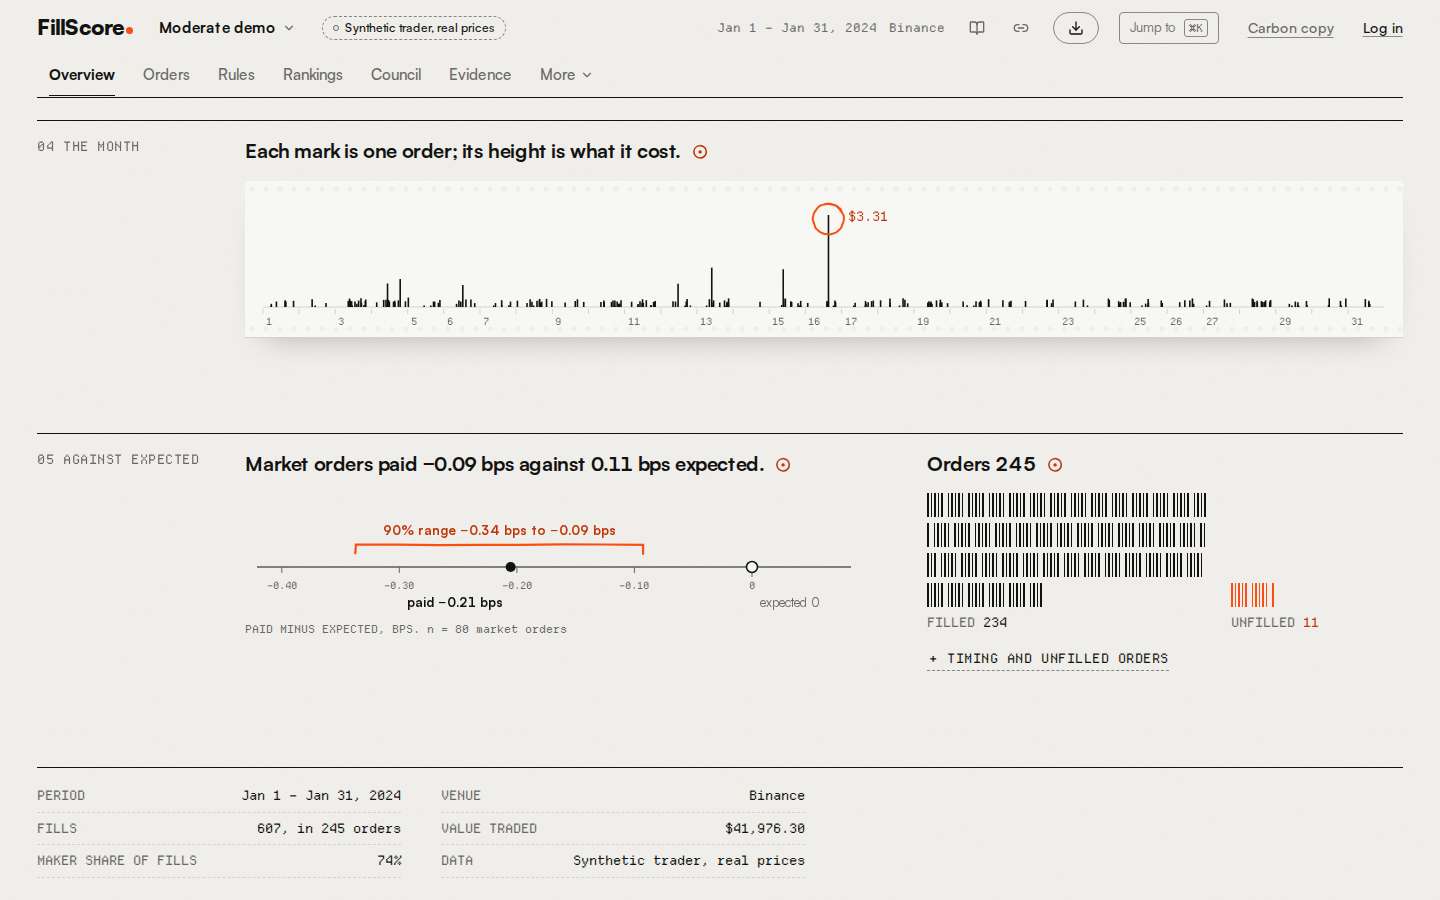 FillScore
Moderate demo
Synthetic trader, real prices
Jan 1 – Jan 31, 2024 Binance
Jump to ⌘K
Carbon copy
Log in
Overview Orders Rules Rankings Council Evidence More
04 THE MONTH
Each mark is one order; its height is what it cost.
$3.31
1 3 5 6 7 9 11 13 15 16 17 19 21 23 25 26 27 29 31
05 AGAINST EXPECTED
Market orders paid −0.09 bps against 0.11 bps expected.
90% range −0.34 bps to −0.09 bps
−0.40 −0.30 −0.20 −0.10 0
paid −0.21 bps
expected 0
PAID MINUS EXPECTED, BPS. n = 80 market orders
Orders 245
FILLED 234
UNFILLED 11
+ TIMING AND UNFILLED ORDERS
PERIOD Jan 1 – Jan 31, 2024
VENUE Binance
FILLS 607, in 245 orders
VALUE TRADED $41,976.30
MAKER SHARE OF FILLS 74%
DATA Synthetic trader, real prices